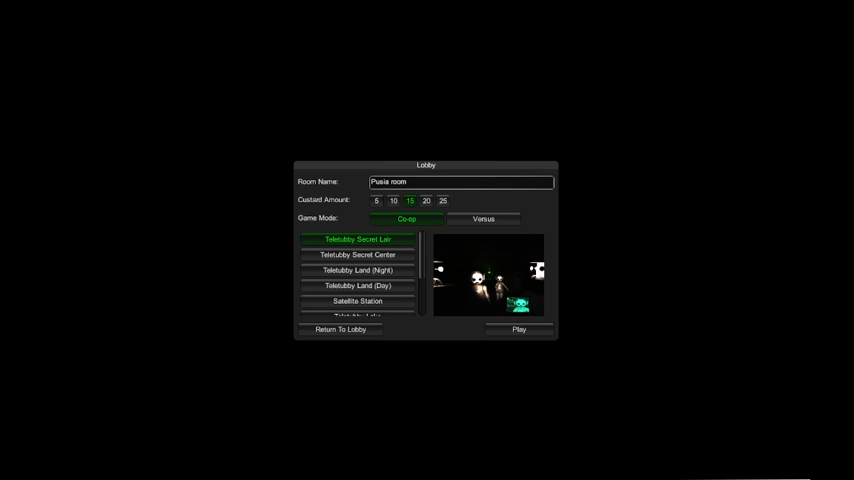 Lobby
Room Name: Pusia room
Custard Amount: 5 10 15 20 25
Game Mode: Co-op Versus
Teletubby Secret Lair
Teletubby Secret Center
Teletubby Land (Night)
Teletubby Land (Day)
Satellite Station
Return To Lobby Play